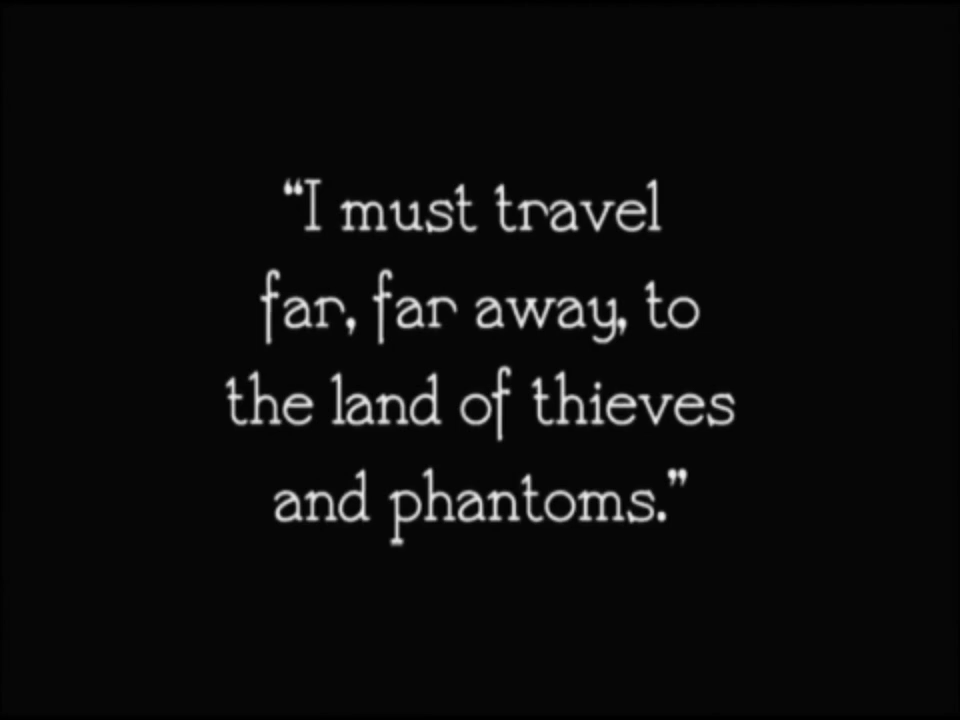 “I must travel
far, far away, to
the land of thieves
and phantoms.”